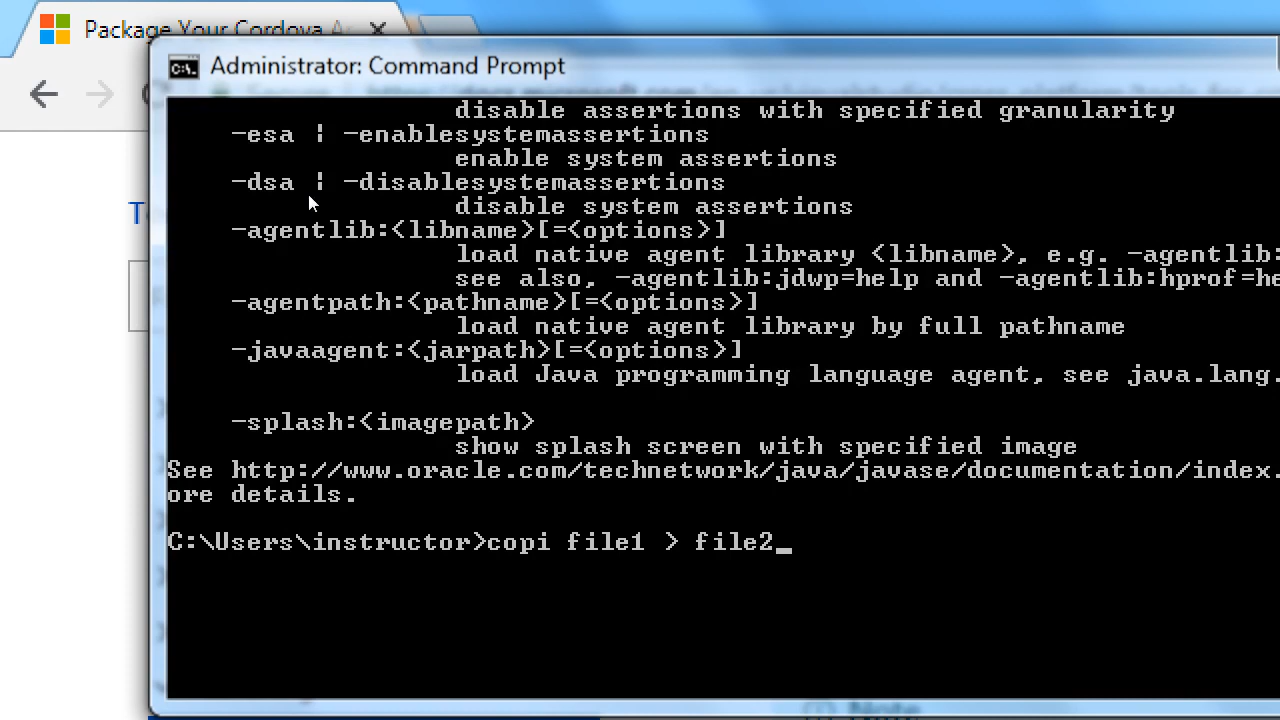 Package Your Cordova A
Administrator: Command Prompt
disable assertions with specified granularity
-esa | -enablesystemassertions
enable system assertions
-dsa | -disablesystemassertions
disable system assertions
-agentlib:<libname>[=<options>]
load native agent library <libname>, e.g. -agentlib:
see also, -agentlib:jdwp=help and -agentlib:hprof=he
-agentpath:<pathname>[=<options>]
load native agent library by full pathname
-javaagent:<jarpath>[=<options>]
load Java programming language agent, see java.lang.
-splash:<imagepath>
show splash screen with specified image
See http://www.oracle.com/technetwork/java/javase/documentation/index.
ore details.
C:\Users\instructor>copi file1 > file2_
Note